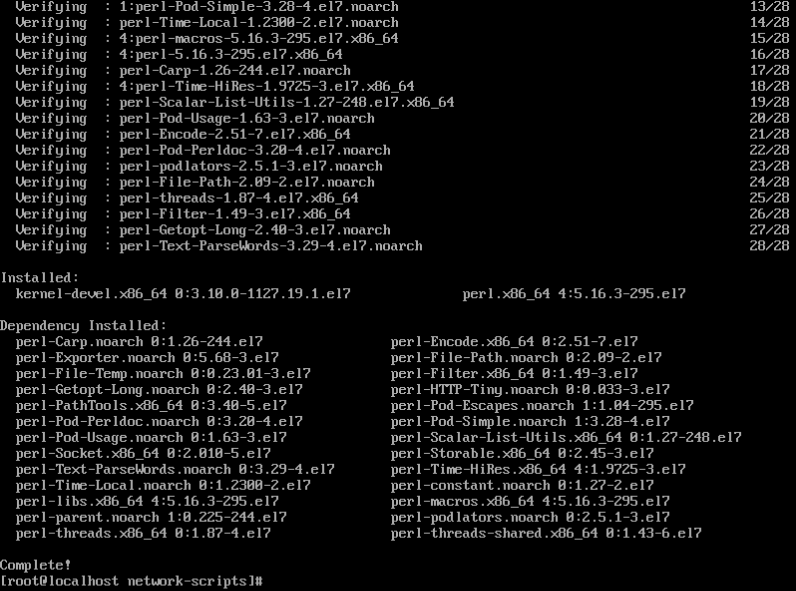 Verifying : 1:perl-Pod-Simple-3.28-4.el7.noarch 13/28
Verifying : perl-Time-Local-1.2300-2.el7.noarch 14/28
Verifying : 4:perl-macros-5.16.3-295.el7.x86_64 15/28
Verifying : 4:perl-5.16.3-295.el7.x86_64 16/28
Verifying : perl-Carp-1.26-244.el7.noarch 17/28
Verifying : 4:perl-Time-HiRes-1.9725-3.el7.x86_64 18/28
Verifying : perl-Scalar-List-Utils-1.27-248.el7.x86_64 19/28
Verifying : perl-Pod-Usage-1.63-3.el7.noarch 20/28
Verifying : perl-Encode-2.51-7.el7.x86_64 21/28
Verifying : perl-Pod-Perldoc-3.20-4.el7.noarch 22/28
Verifying : perl-podlators-2.5.1-3.el7.noarch 23/28
Verifying : perl-File-Path-2.09-2.el7.noarch 24/28
Verifying : perl-threads-1.87-4.el7.x86_64 25/28
Verifying : perl-Filter-1.49-3.el7.x86_64 26/28
Verifying : perl-Getopt-Long-2.40-3.el7.noarch 27/28
Verifying : perl-Text-ParseWords-3.29-4.el7.noarch 28/28
Installed:
kernel-devel.x86_64 0:3.10.0-1127.19.1.el7 perl.x86_64 4:5.16.3-295.el7
Dependency Installed:
perl-Carp.noarch 0:1.26-244.el7 perl-Encode.x86_64 0:2.51-7.el7
perl-Exporter.noarch 0:5.68-3.el7 perl-File-Path.noarch 0:2.09-2.el7
perl-File-Temp.noarch 0:0.23.01-3.el7 perl-Filter.x86_64 0:1.49-3.el7
perl-Getopt-Long.noarch 0:2.40-3.el7 perl-HTTP-Tiny.noarch 0:0.033-3.el7
perl-PathTools.x86_64 0:3.40-5.el7 perl-Pod-Escapes.noarch 1:1.04-295.el7
perl-Pod-Perldoc.noarch 0:3.20-4.el7 perl-Pod-Simple.noarch 1:3.28-4.el7
perl-Pod-Usage.noarch 0:1.63-3.el7 perl-Scalar-List-Utils.x86_64 0:1.27-248.el7
perl-Socket.x86_64 0:2.010-5.el7 perl-Storable.x86_64 0:2.45-3.el7
perl-Text-ParseWords.noarch 0:3.29-4.el7 perl-Time-HiRes.x86_64 4:1.9725-3.el7
perl-Time-Local.noarch 0:1.2300-2.el7 perl-constant.noarch 0:1.27-2.el7
perl-libs.x86_64 4:5.16.3-295.el7 perl-macros.x86_64 4:5.16.3-295.el7
perl-parent.noarch 1:0.225-244.el7 perl-podlators.noarch 0:2.5.1-3.el7
perl-threads.x86_64 0:1.87-4.el7 perl-threads-shared.x86_64 0:1.43-6.el7
Complete!
[root@localhost network-scripts]#